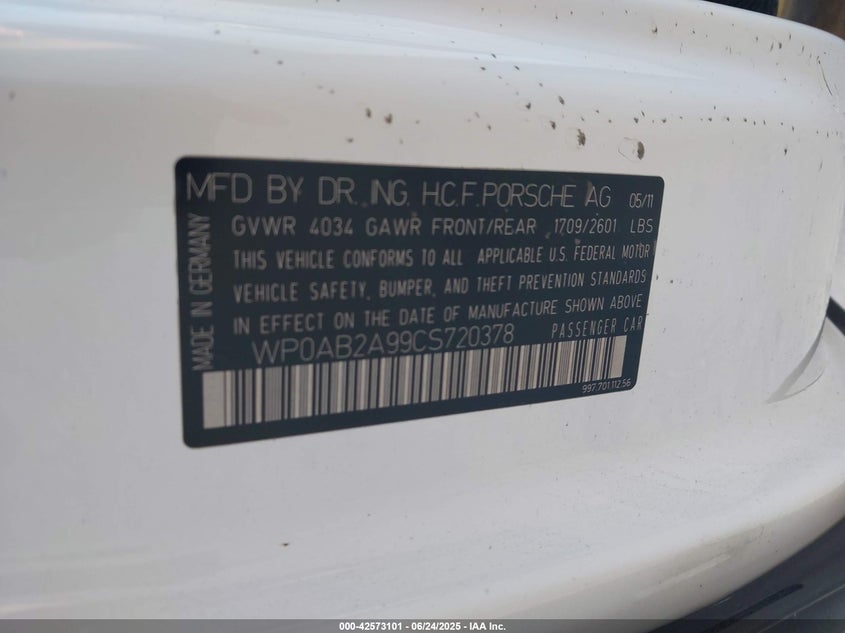 MFD BY DR. ING. H.C.F. PORSCHE AG 05/11
GVWR 4034 GAWR FRONT/REAR 1709/2601 LBS
THIS VEHICLE CONFORMS TO ALL APPLICABLE U.S. FEDERAL MOTOR
VEHICLE SAFETY, BUMPER, AND THEFT PREVENTION STANDARDS
IN EFFECT ON THE DATE OF MANUFACTURE SHOWN ABOVE
WP0AB2A99CS720378 PASSENGER CAR
997.701.112.56
MADE IN GERMANY
000-42573101 | 06/24/2025 | IAA Inc.